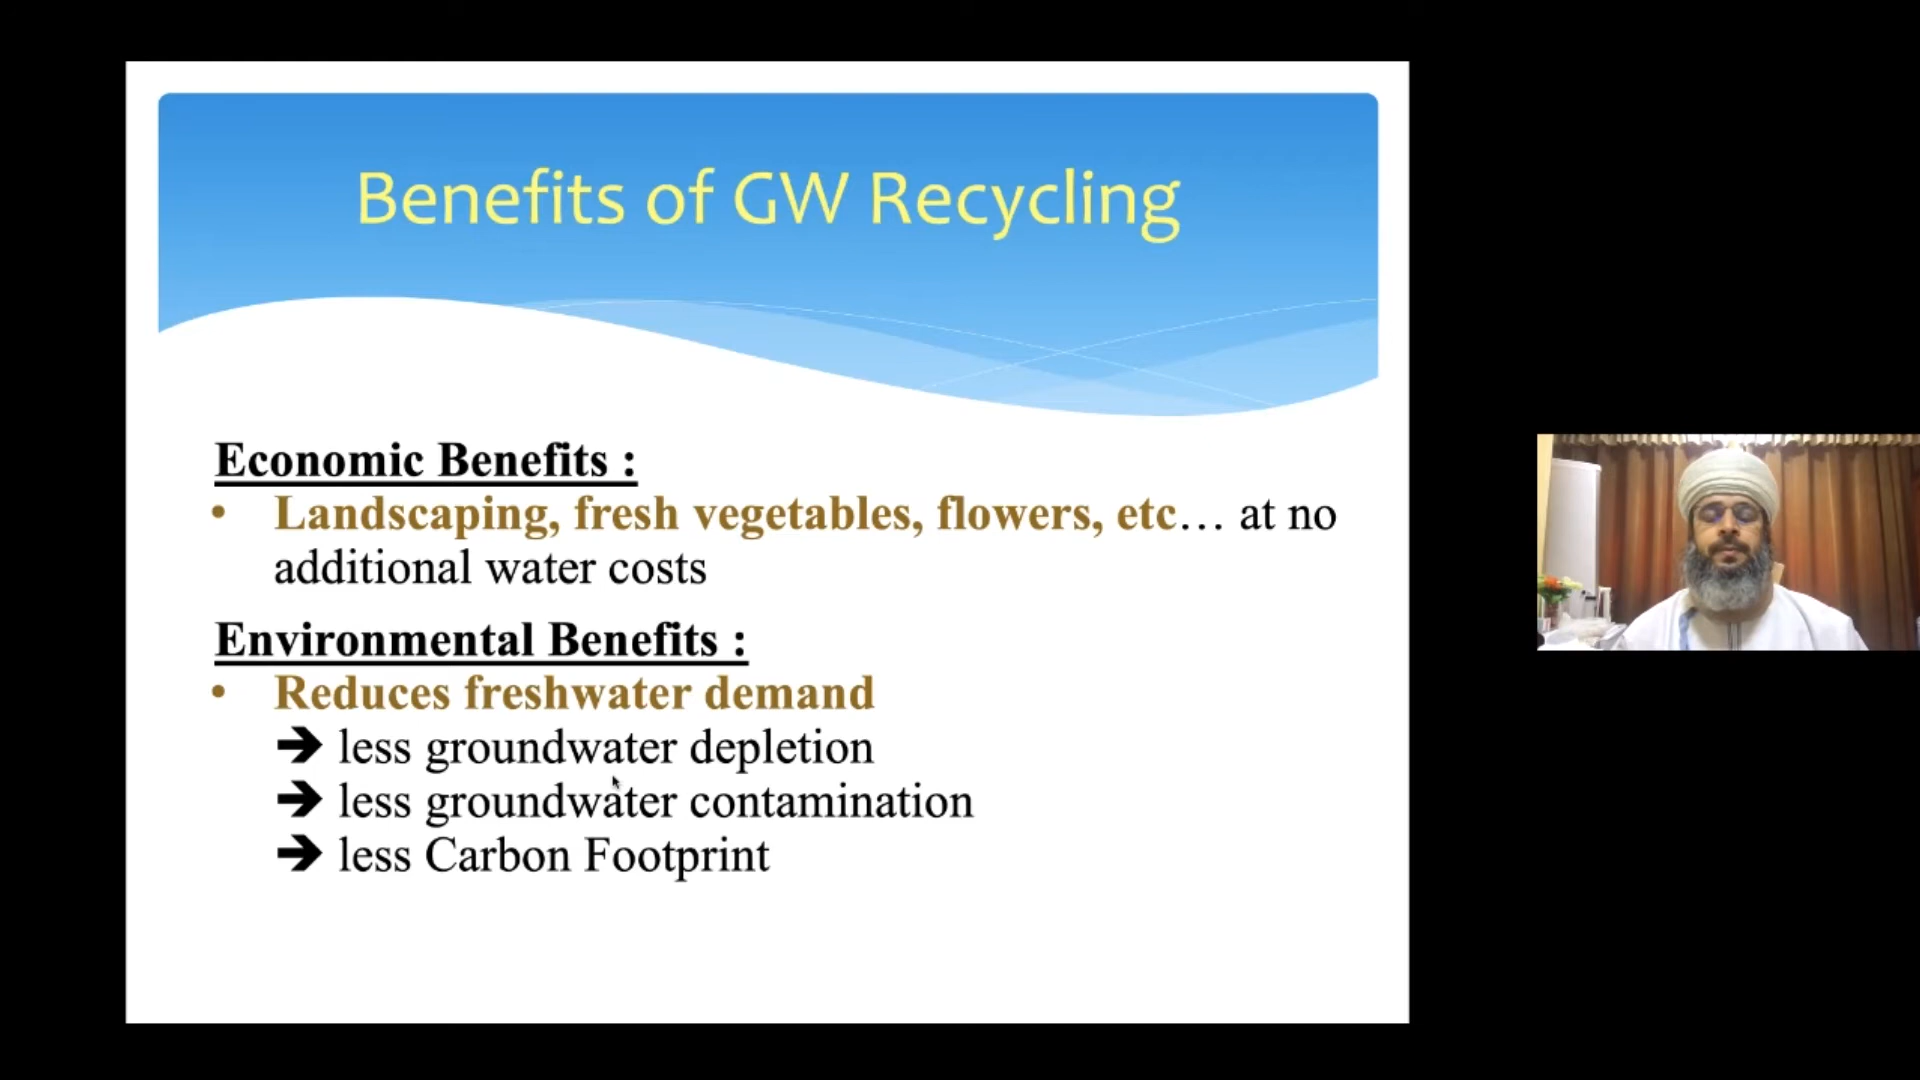 Benefits of GW Recycling
Economic Benefits :
• Landscaping, fresh vegetables, flowers, etc… at no
additional water costs
Environmental Benefits :
• Reduces freshwater demand
➔ less groundwater depletion
➔ less groundwater contamination
➔ less Carbon Footprint